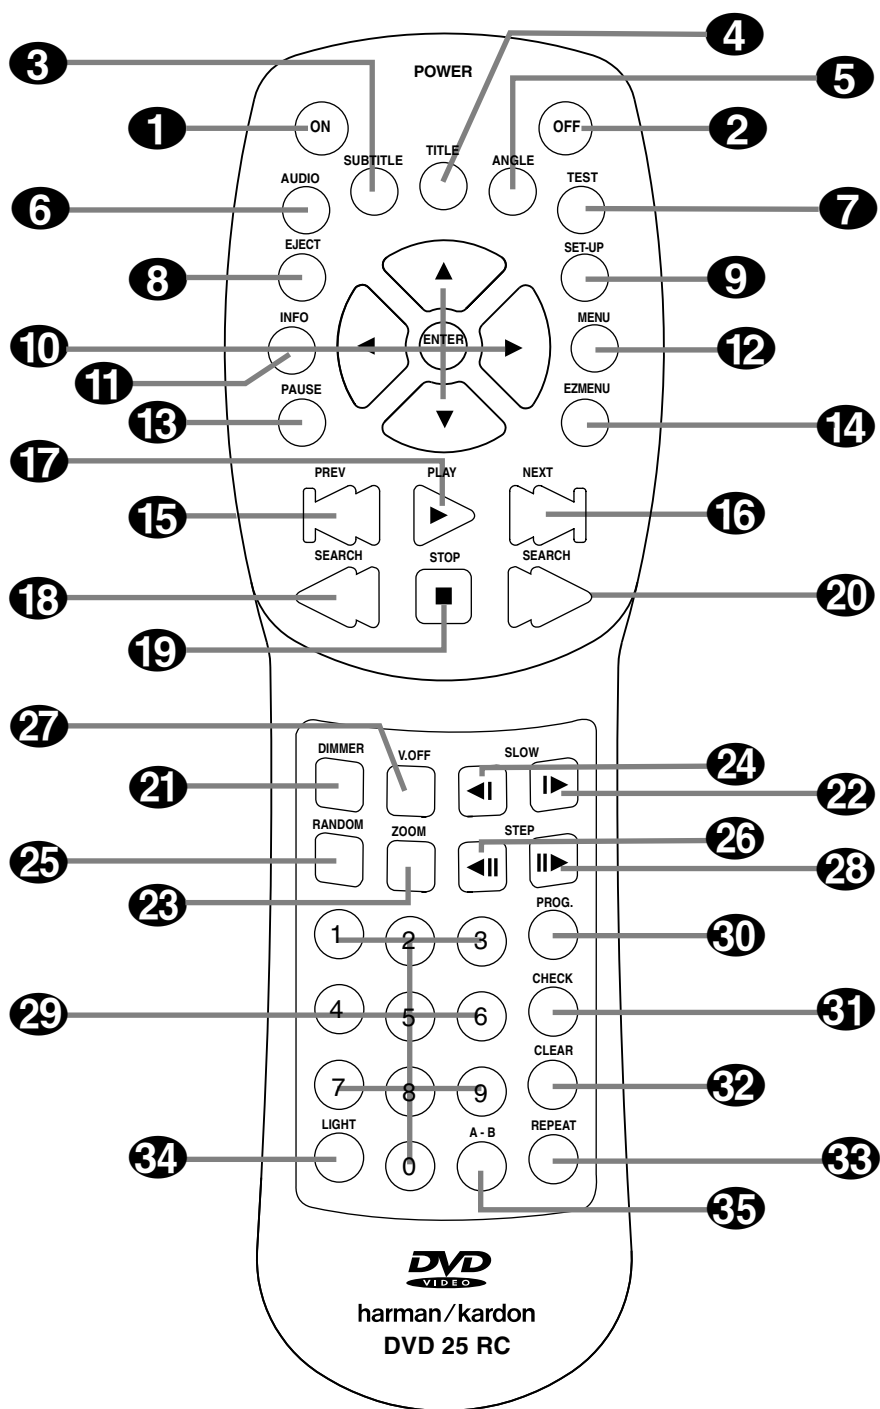 4
3
POWER
5
1
ON
OFF
2
SUBTITLE
TITLE
ANGLE
AUDIO
TEST
6
7
EJECT
SET-UP
8
9
INFO
MENU
10
ENTER
12
11
PAUSE
EZMENU
13
14
17
PREV
PLAY
NEXT
15
16
SEARCH
STOP
SEARCH
18
20
19
27
DIMMER
V.OFF
SLOW
24
21
22
RANDOM
ZOOM
STEP
26
25
28
23
PROG.
1
2
3
30
CHECK
29
4
5
6
31
CLEAR
7
8
9
32
LIGHT
A - B
REPEAT
34
0
33
35
DVD
VIDEO
harman/kardon
DVD 25 RC